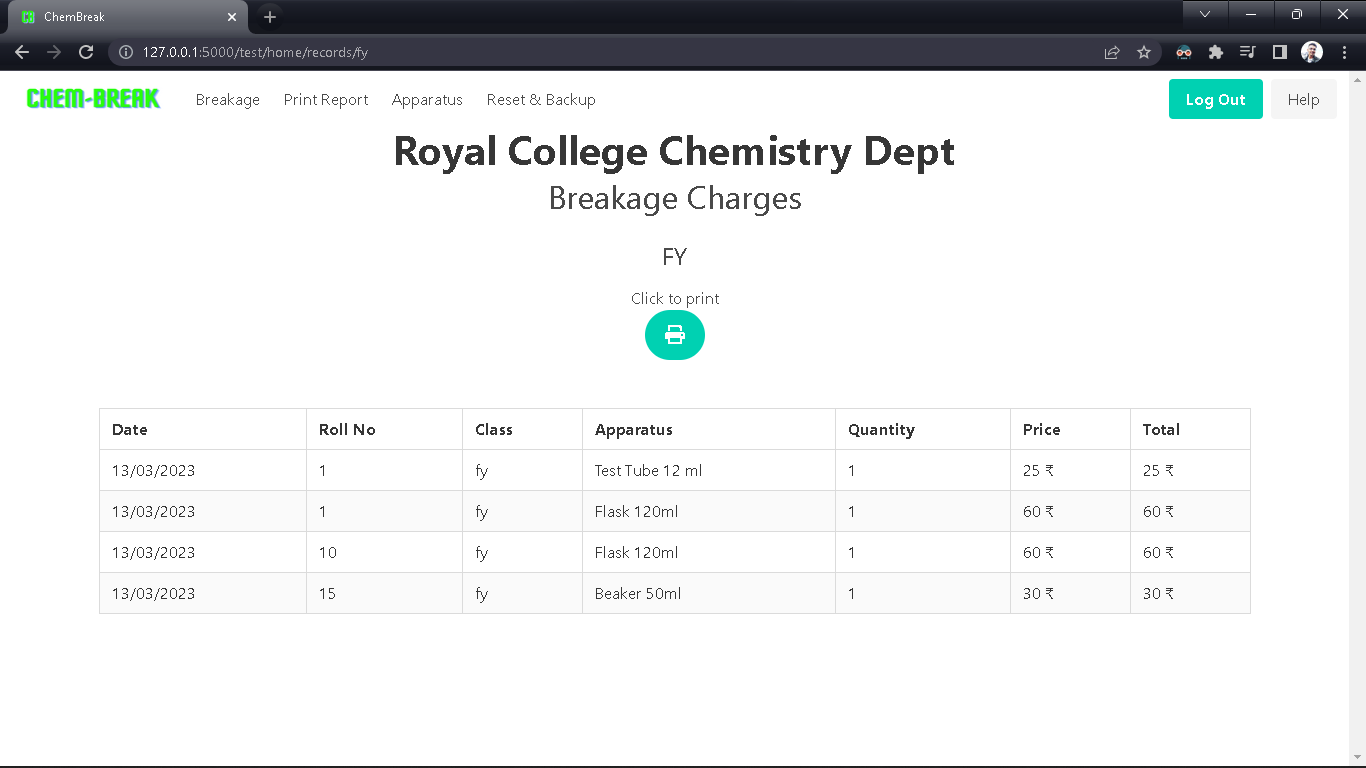 ChemBreak
127.0.0.1:5000/test/home/records/fy
CHEM-BREAK Breakage Print Report Apparatus Reset & Backup Log Out Help
Royal College Chemistry Dept
Breakage Charges
FY
Click to print
Date Roll No Class Apparatus Quantity Price Total
13/03/2023 1 fy Test Tube 12 ml 1 25 ₹ 25 ₹
13/03/2023 1 fy Flask 120ml 1 60 ₹ 60 ₹
13/03/2023 10 fy Flask 120ml 1 60 ₹ 60 ₹
13/03/2023 15 fy Beaker 50ml 1 30 ₹ 30 ₹